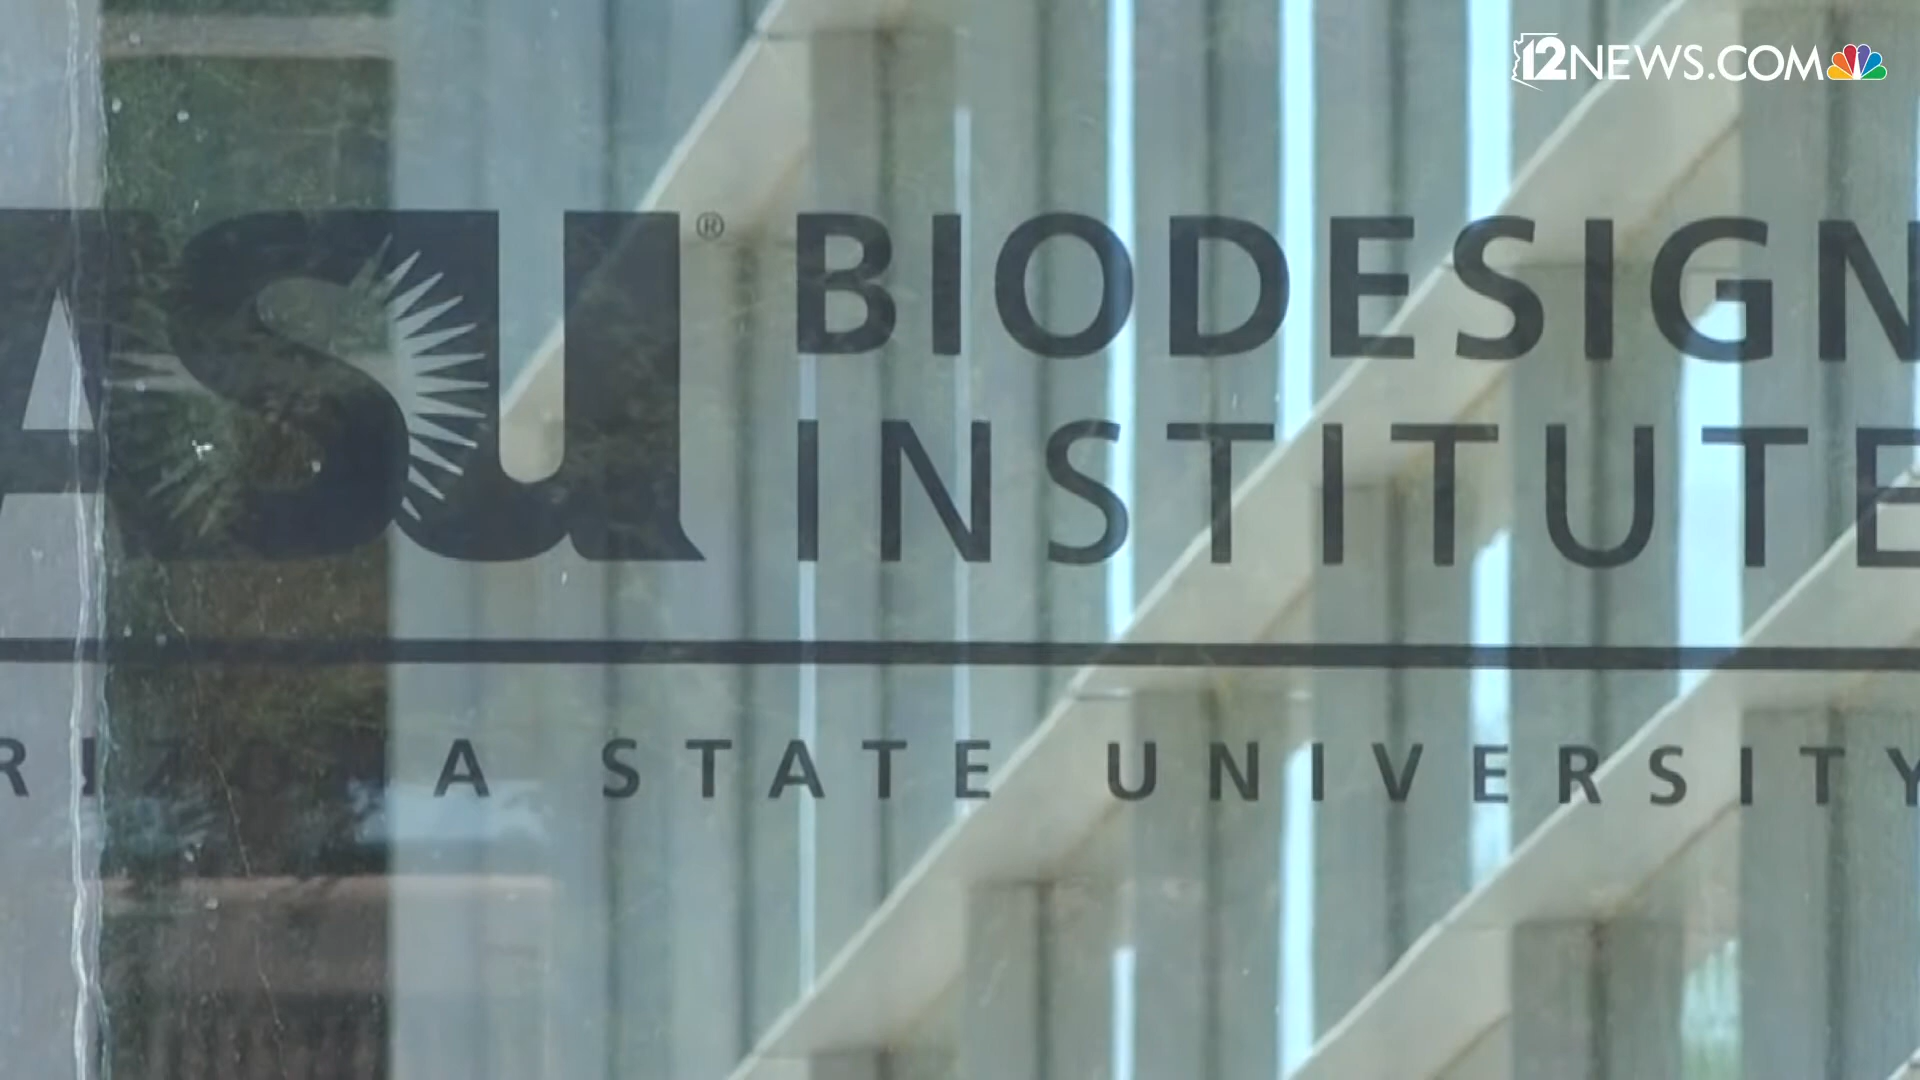 12NEWS.COM
ASU® BIODESIGN
INSTITUTE
A STATE UNIVERSITY